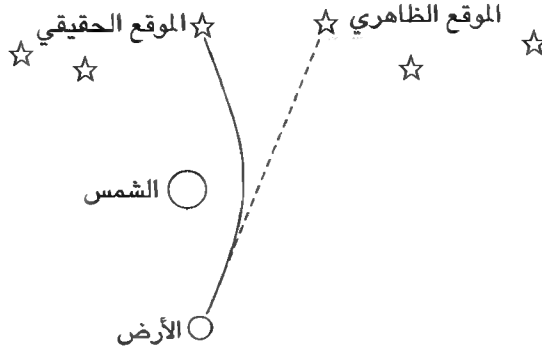 الموقع الظاهري
الموقع الحقيقي
الشمس
الأرض